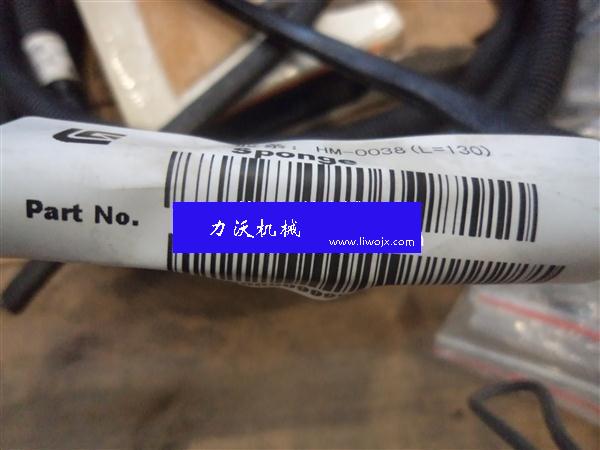 HM-0038(L=130)
Sponge
Part No.
力沃机械
www.liwojx.com